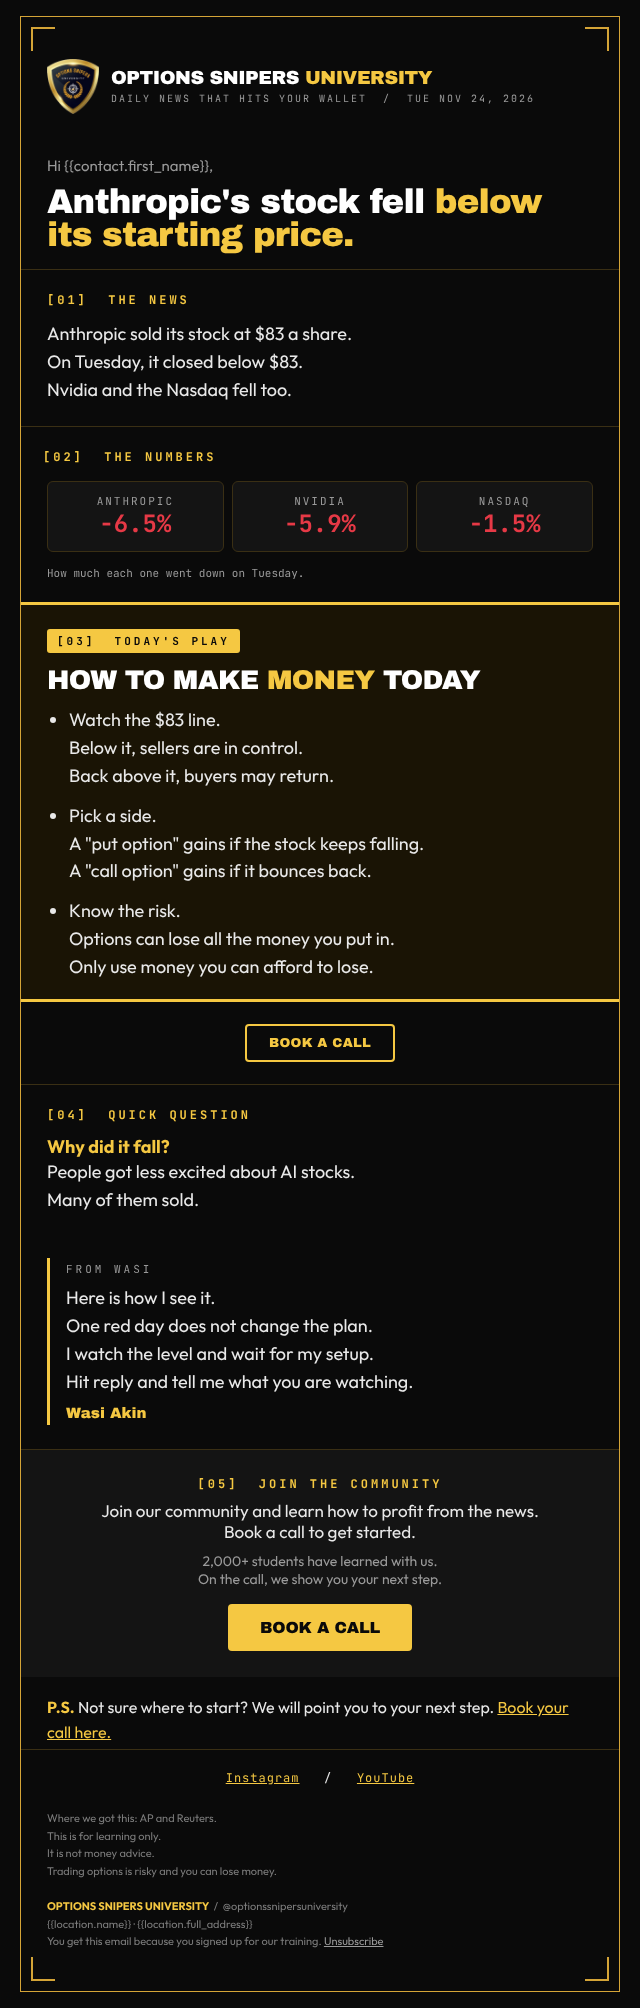 OPTIONS SNIPERS
UNIVERSITY
OPTIONS SNIPERS UNIVERSITY
DAILY NEWS THAT HITS YOUR WALLET / TUE NOV 24, 2026
Hi {{contact.first_name}},
Anthropic's stock fell below
its starting price.
[01] THE NEWS
Anthropic sold its stock at $83 a share.
On Tuesday, it closed below $83.
Nvidia and the Nasdaq fell too.
[02] THE NUMBERS
ANTHROPIC NVIDIA NASDAQ
-6.5% -5.9% -1.5%
How much each one went down on Tuesday.
[03] TODAY'S PLAY
HOW TO MAKE MONEY TODAY
• Watch the $83 line.
Below it, sellers are in control.
Back above it, buyers may return.
• Pick a side.
A "put option" gains if the stock keeps falling.
A "call option" gains if it bounces back.
• Know the risk.
Options can lose all the money you put in.
Only use money you can afford to lose.
BOOK A CALL
[04] QUICK QUESTION
Why did it fall?
People got less excited about AI stocks.
Many of them sold.
FROM WASI
Here is how I see it.
One red day does not change the plan.
I watch the level and wait for my setup.
Hit reply and tell me what you are watching.
Wasi Akin
[05] JOIN THE COMMUNITY
Join our community and learn how to profit from the news.
Book a call to get started.
2,000+ students have learned with us.
On the call, we show you your next step.
BOOK A CALL
P.S. Not sure where to start? We will point you to your next step. Book your
call here.
Instagram / YouTube
Where we got this: AP and Reuters.
This is for learning only.
It is not money advice.
Trading options is risky and you can lose money.
OPTIONS SNIPERS UNIVERSITY / @optionssnipersuniversity
{{location.name}} · {{location.full_address}}
You get this email because you signed up for our training. Unsubscribe